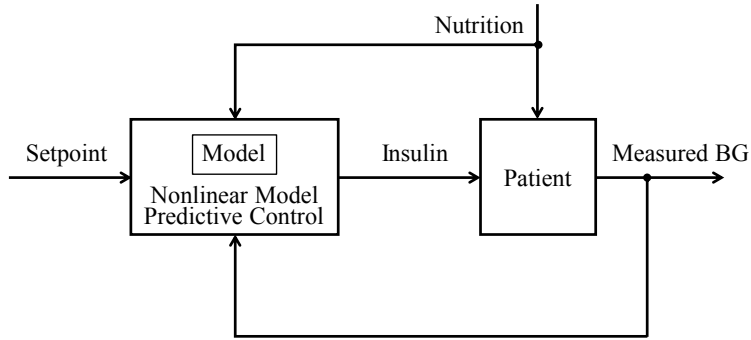 Nutrition
Setpoint
Model
Nonlinear Model
Predictive Control
Insulin
Patient
Measured BG